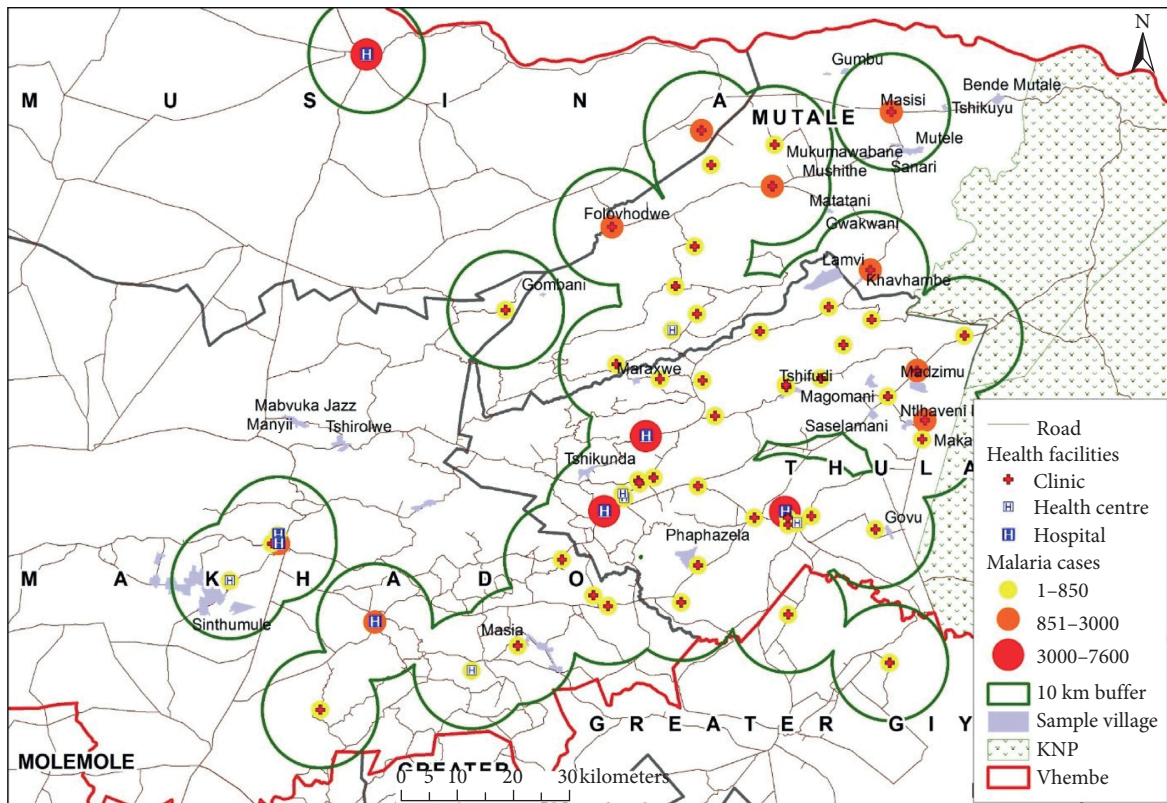 N
Gumbu
Bende Mutale
M U S I N A
Masisi
Tshikuyu
MUTALE
Mutele
Mukumawabane
Sanari
Mushithe
Matatani
Folovhodwe
Gwakwani
Lamvi
Khavhambe
Gombani
Maraxwe
Tshifudi
Madzimu
Magomani
Mabvuka Jazz
Manyii
Tshirolwe
Ntlhaveni
Saselamani
Maka
Tshikunda
T H U L A
Govu
Phaphazela
M A K H A D O
Sinthumule
Masia
G R E A T E R G I Y
MOLEMOLE
GREATER
0 5 10 20 30 kilometers
Road
Health facilities
Clinic
H Health centre
H Hospital
Malaria cases
1–850
851–3000
3000–7600
10 km buffer
Sample village
KNP
Vhembe